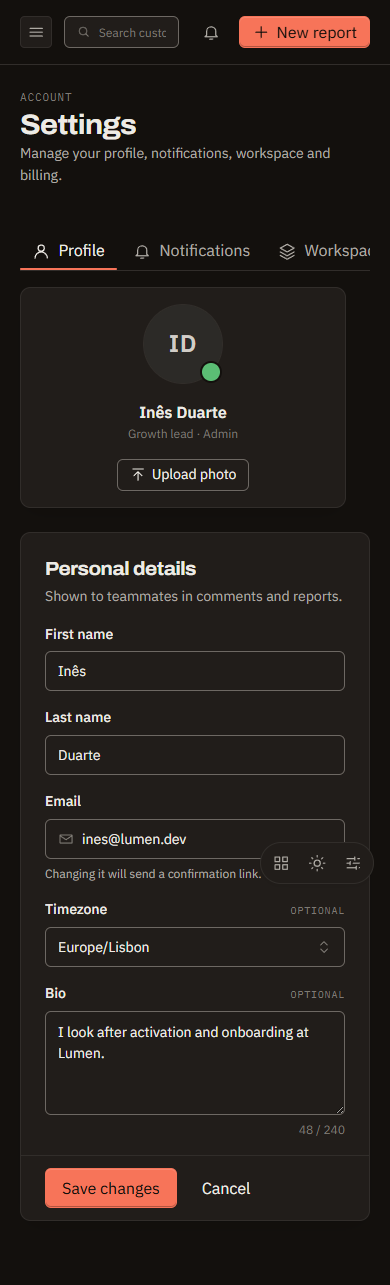 Search custo
New report
ACCOUNT
Settings
Manage your profile, notifications, workspace and
billing.
Profile
Notifications
Workspac
ID
Inês Duarte
Growth lead · Admin
Upload photo
Personal details
Shown to teammates in comments and reports.
First name
Inês
Last name
Duarte
Email
ines@lumen.dev
Changing it will send a confirmation link.
Timezone OPTIONAL
Europe/Lisbon
Bio OPTIONAL
I look after activation and onboarding at
Lumen.
48 / 240
Save changes
Cancel